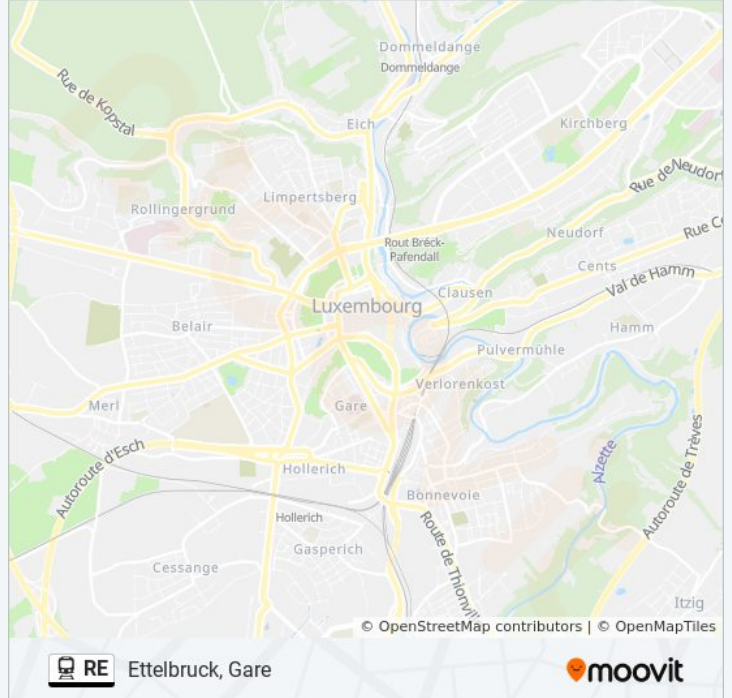 Dommeldange
Dommeldange
Rue de Kopstal
Eich
Kirchberg
Rue de Neudorf
Limpertsberg
Rollingergrund
Rue C
Neudorf
Rout Bréck-
Pafendall
Cents
Val de Hamm
Clausen
Luxembourg
Belair
Hamm
Pulvermühle
Verlorenkost
Merl
Gare
Autoroute d'Esch
Alzette
Autoroute de Trèves
Hollerich
Bonnevoie
Hollerich
Route de Thionvill
Gasperich
Cessange
Itzig
© OpenStreetMap contributors | © OpenMapTiles
RE Ettelbruck, Gare
moovit